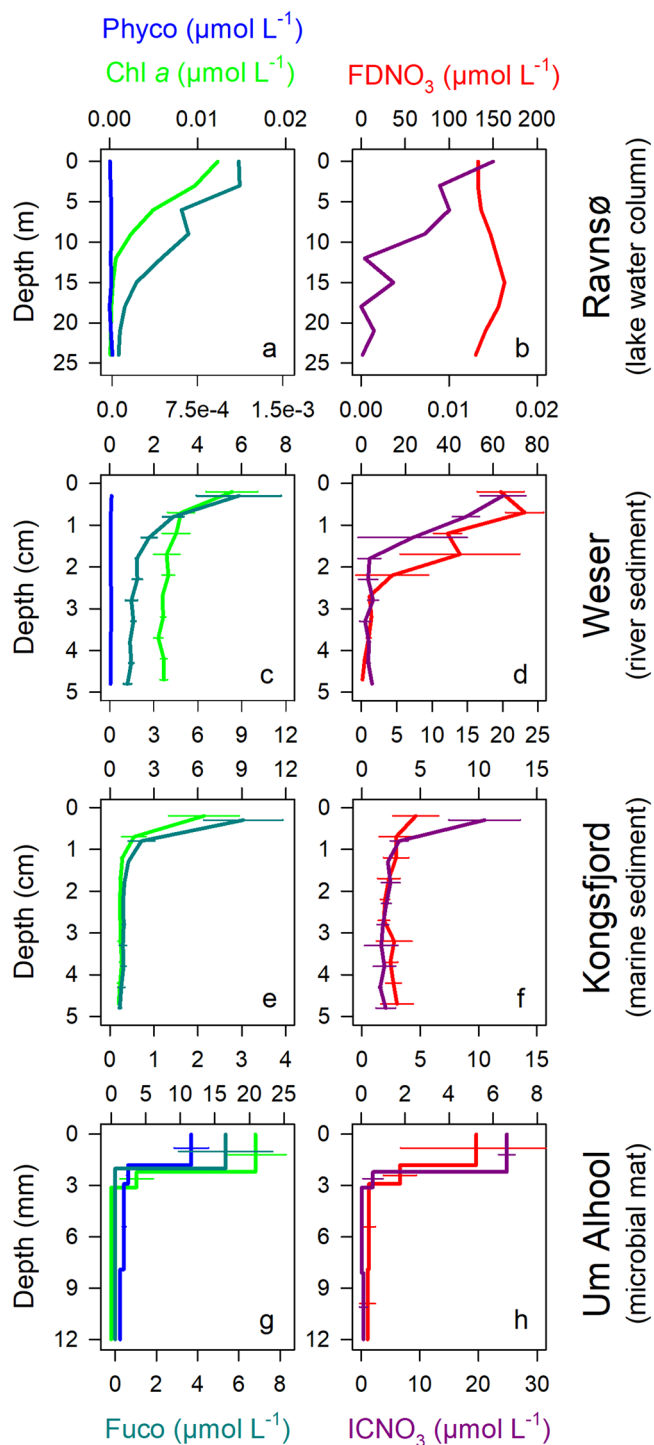 Phyco (µmol L⁻¹)
Chl a (µmol L⁻¹)
FDNO₃ (µmol L⁻¹)
0.00 0.01 0.02
0 50 100 150 200
0
5
10
15
20
25
Depth (m)
a
b
Ravnsø
(lake water column)
0.0 7.5e-4 1.5e-3
0.00 0.01 0.02
0 2 4 6 8
0 20 40 60 80
0
1
2
3
4
5
Depth (cm)
c
d
Weser
(river sediment)
0 3 6 9 12
0 5 10 15 20 25
0 3 6 9 12
0 5 10 15
0
1
2
3
4
5
Depth (cm)
e
f
Kongsfjord
(marine sediment)
0 1 2 3 4
0 5 10 15
0 5 10 15 20 25
0 2 4 6 8
0
3
6
9
12
Depth (mm)
g
h
Um Alhool
(microbial mat)
0 2 4 6 8
0 10 20 30
Fuco (µmol L⁻¹)
ICNO₃ (µmol L⁻¹)